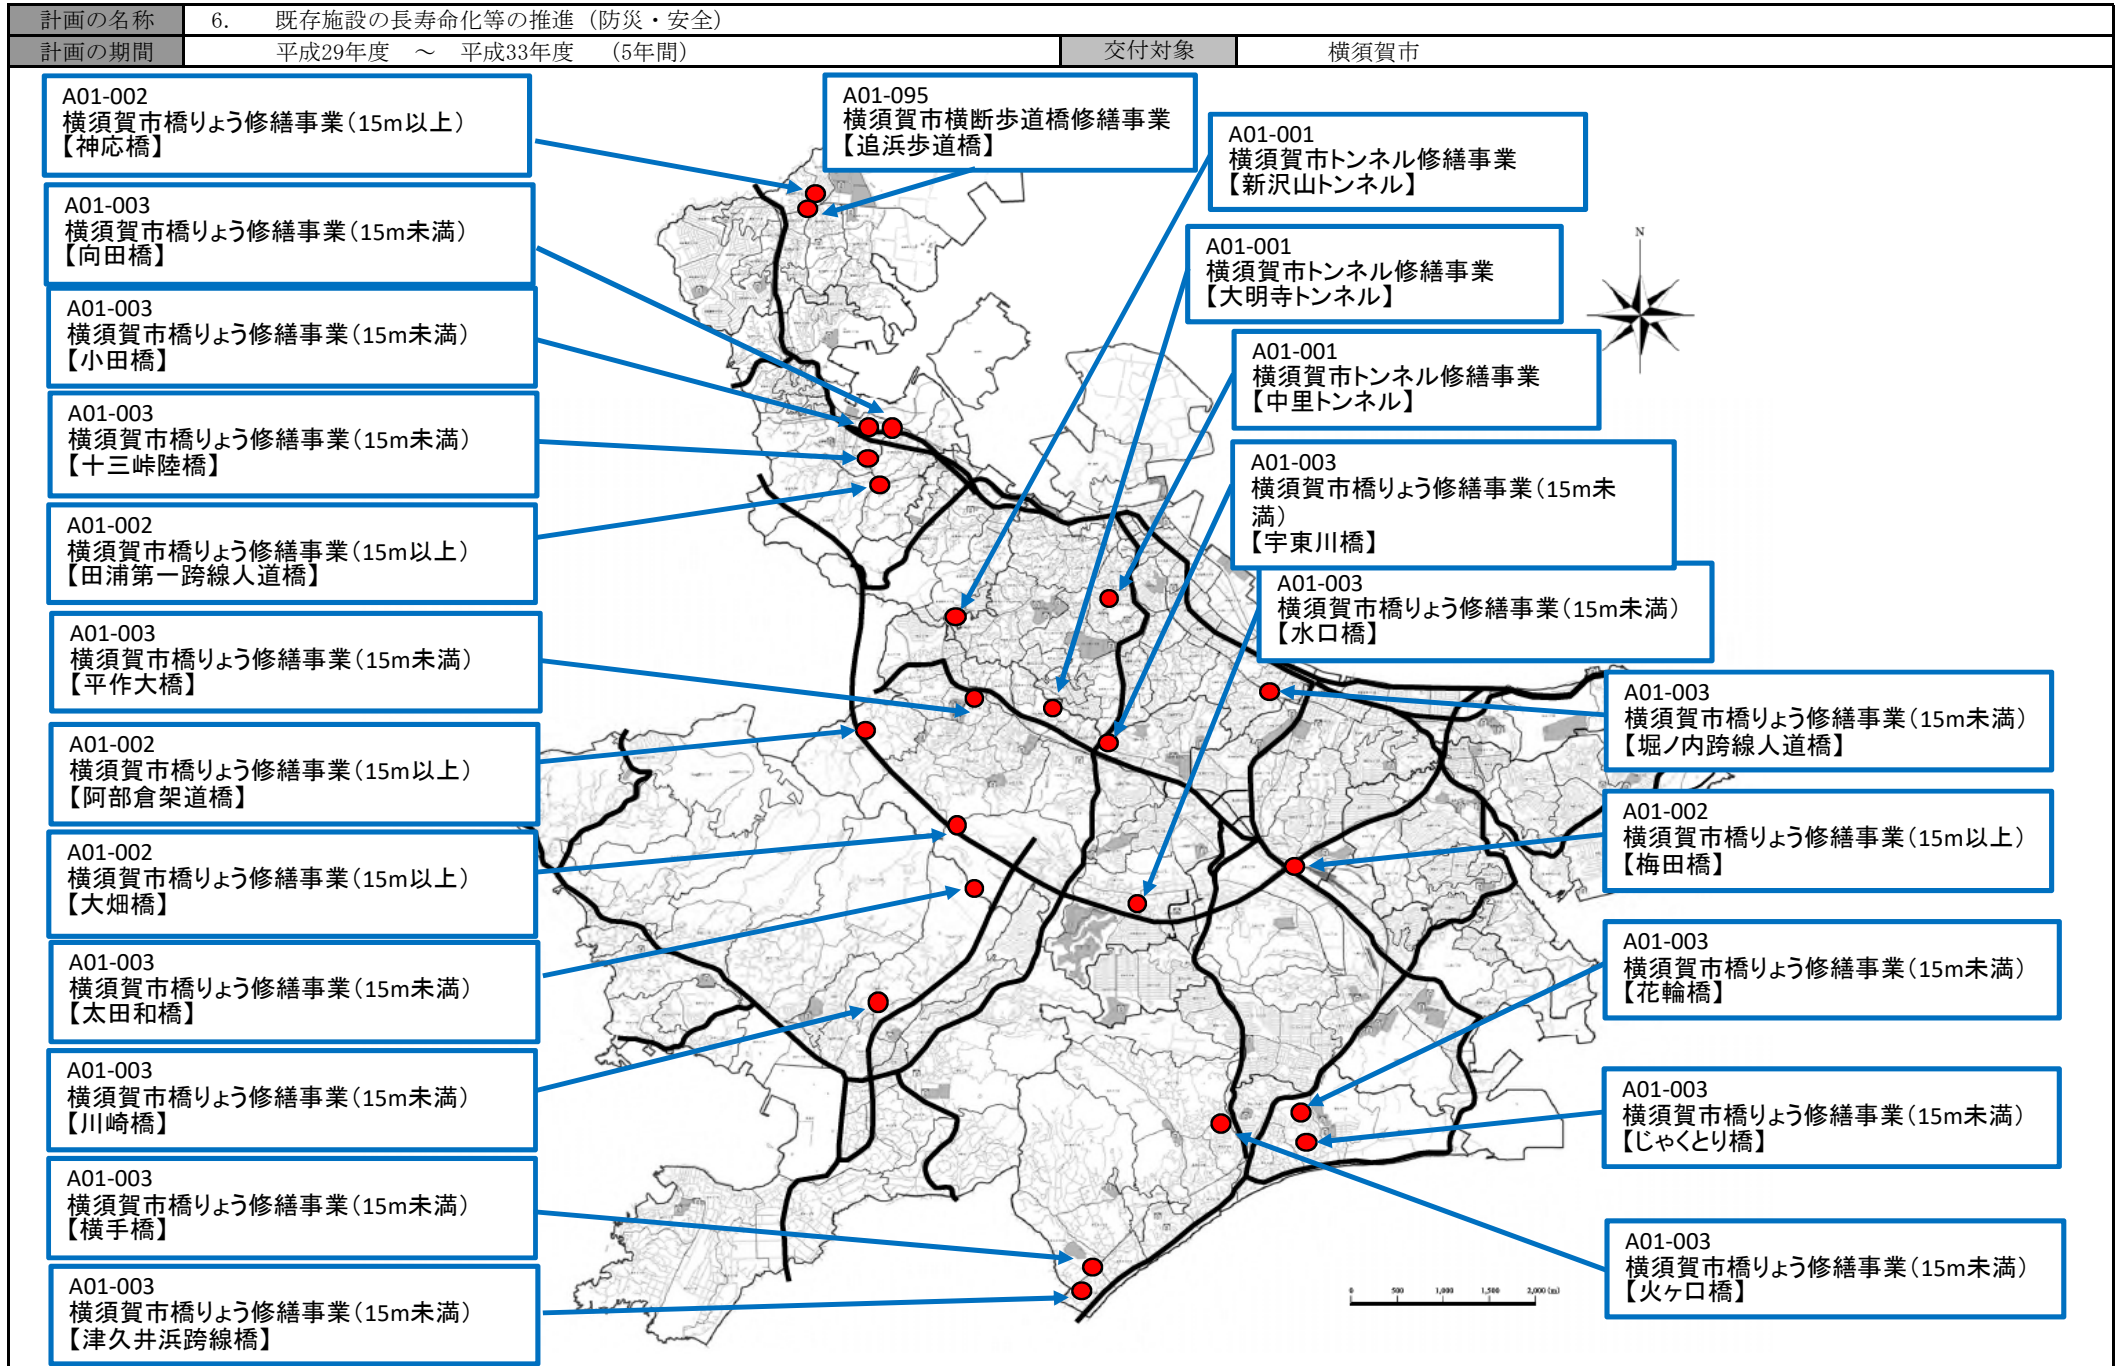 計画の名称 6. 既存施設の長寿命化等の推進（防災・安全）
計画の期間 平成29年度 ～ 平成33年度 （5年間） 交付対象 横須賀市
A01-002
横須賀市橋りょう修繕事業（15m以上）
【神応橋】
A01-003
横須賀市橋りょう修繕事業（15m未満）
【向田橋】
A01-003
横須賀市橋りょう修繕事業（15m未満）
【小田橋】
A01-003
横須賀市橋りょう修繕事業（15m未満）
【十三峠陸橋】
A01-002
横須賀市橋りょう修繕事業（15m以上）
【田浦第一跨線人道橋】
A01-003
横須賀市橋りょう修繕事業（15m未満）
【平作大橋】
A01-002
横須賀市橋りょう修繕事業（15m以上）
【阿部倉架道橋】
A01-002
横須賀市橋りょう修繕事業（15m以上）
【大畑橋】
A01-003
横須賀市橋りょう修繕事業（15m未満）
【太田和橋】
A01-003
横須賀市橋りょう修繕事業（15m未満）
【川崎橋】
A01-003
横須賀市橋りょう修繕事業（15m未満）
【横手橋】
A01-003
横須賀市橋りょう修繕事業（15m未満）
【津久井浜跨線橋】
A01-095
横須賀市横断歩道橋修繕事業
【追浜歩道橋】
A01-001
横須賀市トンネル修繕事業
【新沢山トンネル】
A01-001
横須賀市トンネル修繕事業
【大明寺トンネル】
A01-001
横須賀市トンネル修繕事業
【中里トンネル】
A01-003
横須賀市橋りょう修繕事業（15m未
満）
【宇東川橋】
A01-003
横須賀市橋りょう修繕事業（15m未満）
【水口橋】
A01-003
横須賀市橋りょう修繕事業（15m未満）
【堀ノ内跨線人道橋】
A01-002
横須賀市橋りょう修繕事業（15m以上）
【梅田橋】
A01-003
横須賀市橋りょう修繕事業（15m未満）
【花輪橋】
A01-003
横須賀市橋りょう修繕事業（15m未満）
【じゃくとり橋】
A01-003
横須賀市橋りょう修繕事業（15m未満）
【火ヶ口橋】
N
0 500 1,000 1,500 2,000 (m)